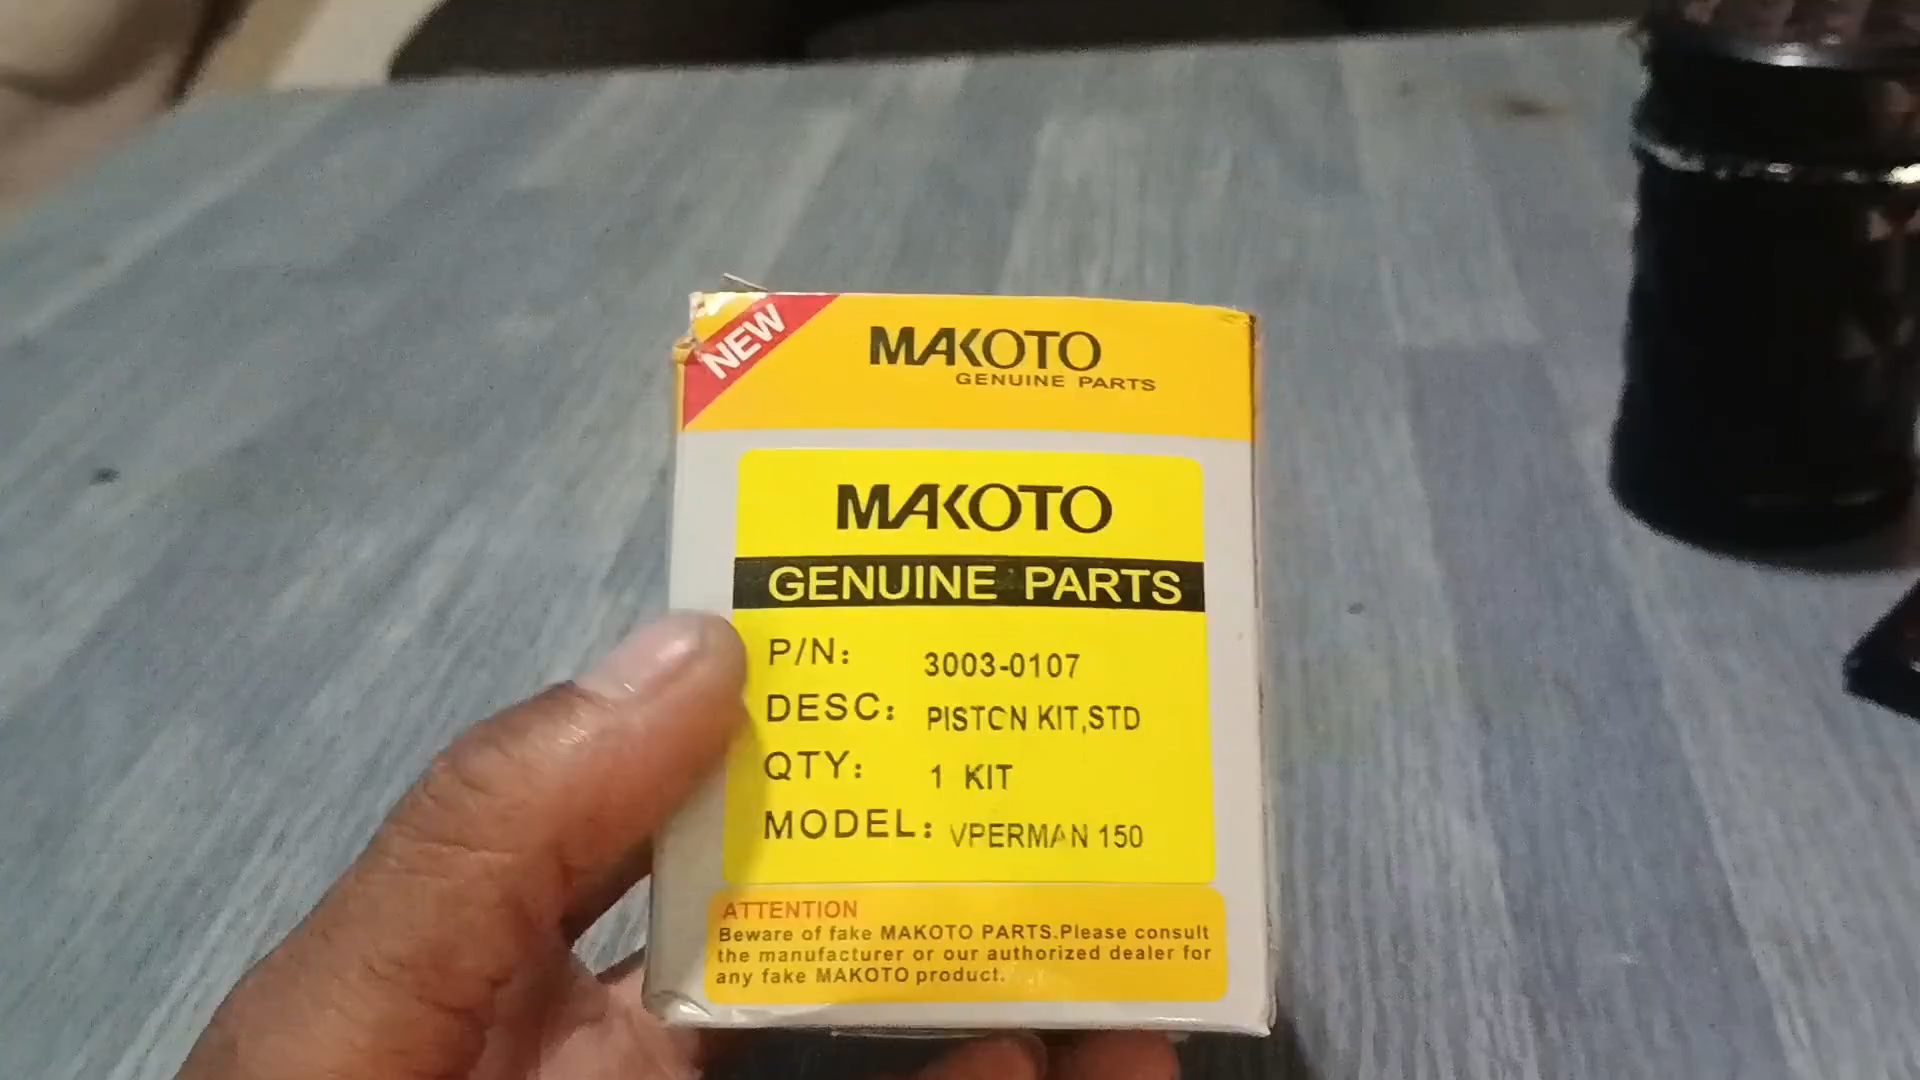 NEW
MAKOTO
GENUINE PARTS
MAKOTO
GENUINE PARTS
P/N: 3003-0107
DESC: PISTON KIT,STD
QTY: 1 KIT
MODEL: VPERMAN 150
ATTENTION
Beware of fake MAKOTO PARTS.Please consult
the manufacturer or our authorized dealer for
any fake MAKOTO product.